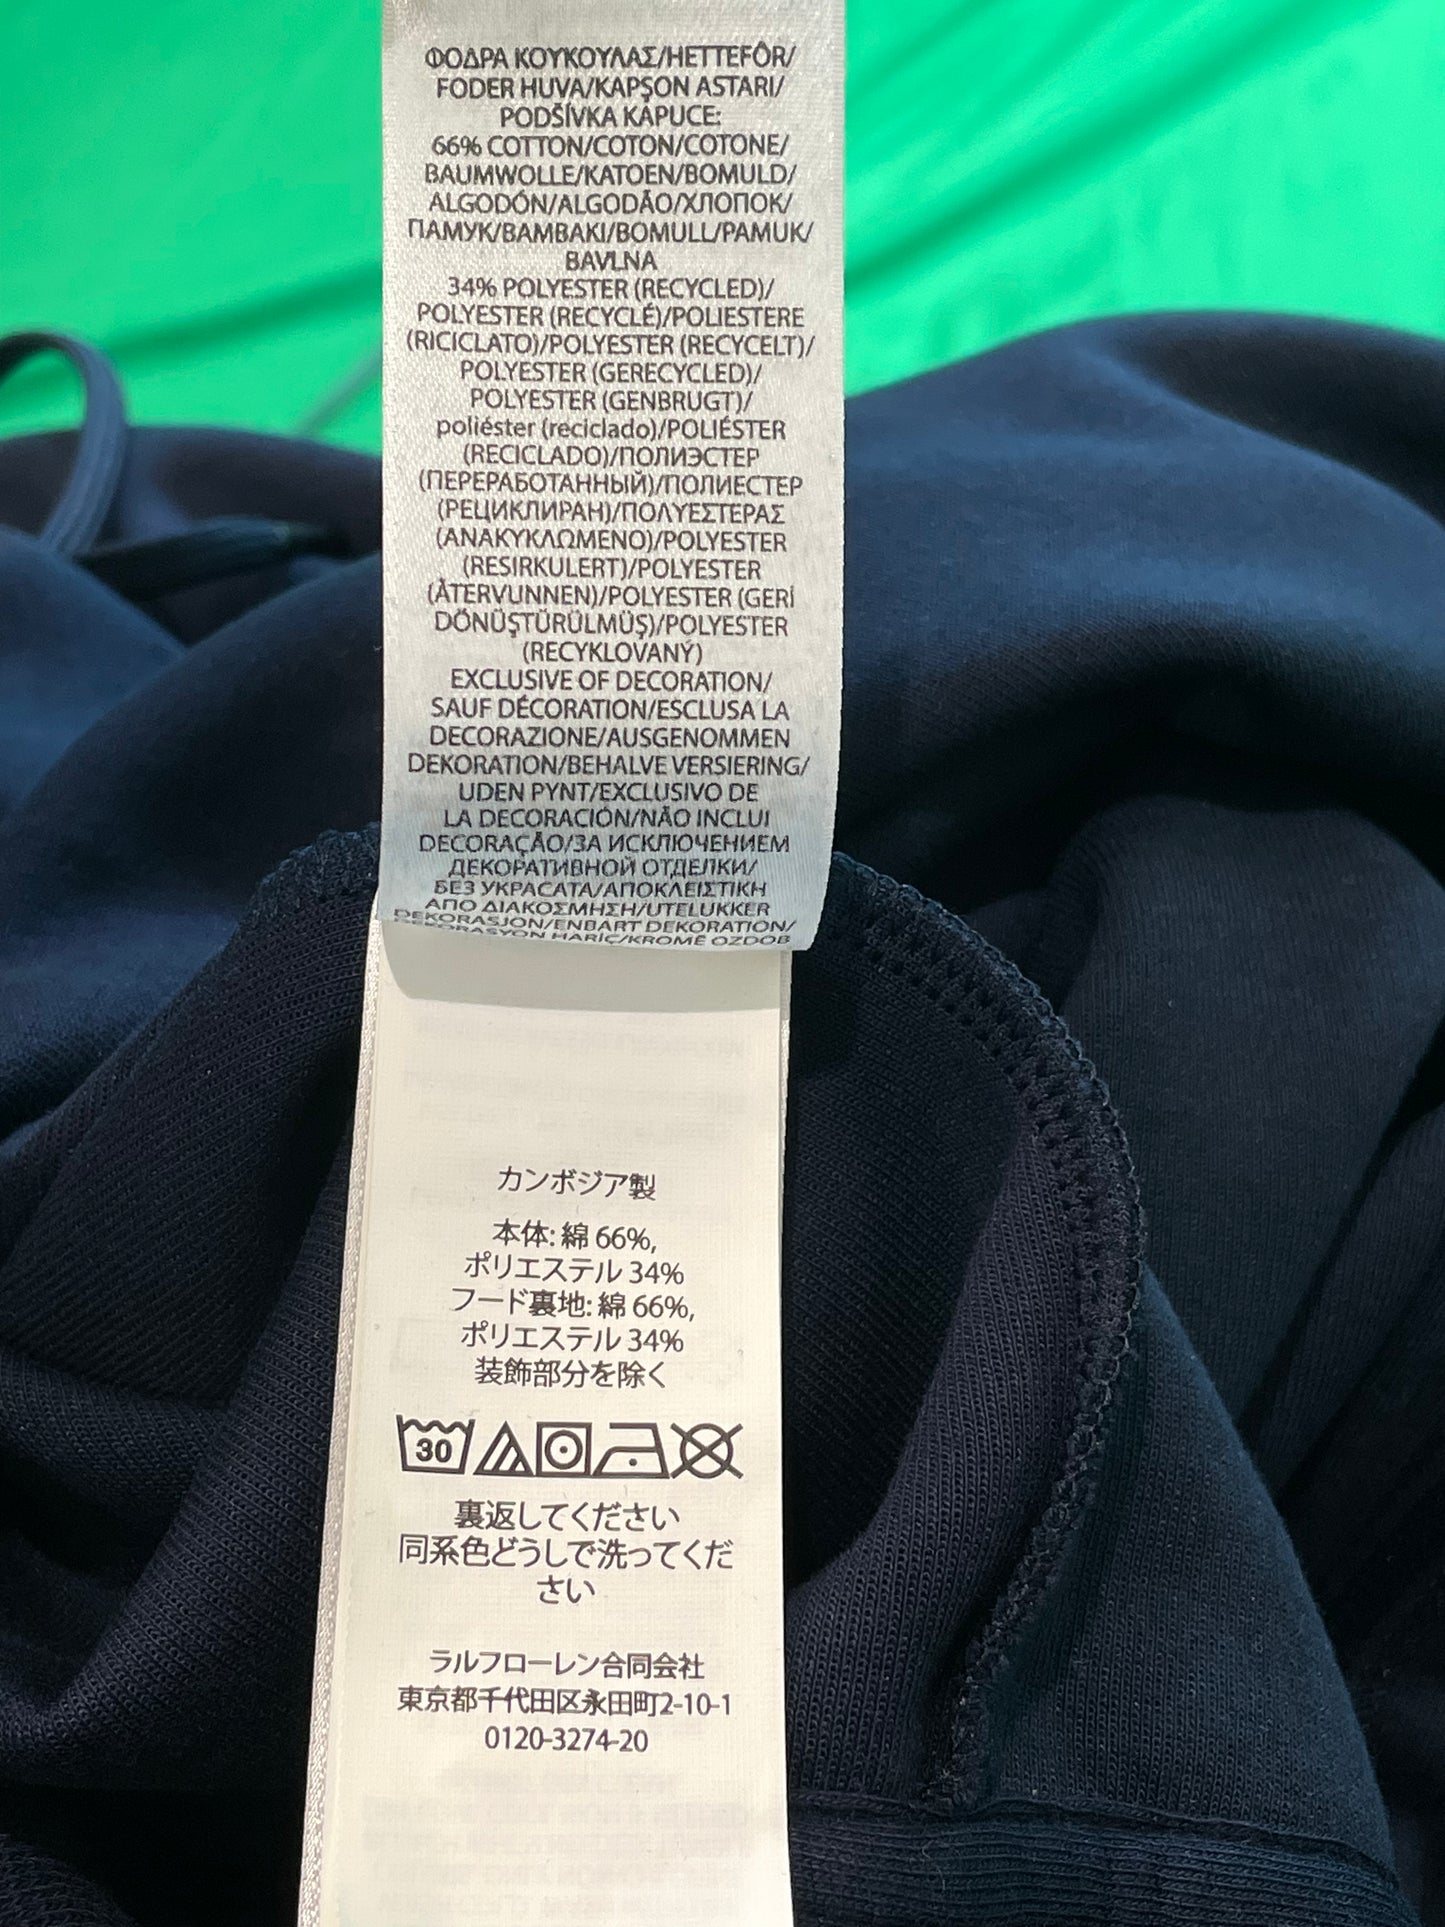 ΦΟΔΡΑ ΚΟΥΚΟΥΛΑΣ/HETTEFÔR/
FODER HUVA/KAPŞON ASTARI/
PODŠÍVKA KAPUCE:
66% COTTON/COTON/COTONE/
BAUMWOLLE/KATOEN/BOMULD/
ALGODÓN/ALGODÃO/ХЛОПОК/
ПАМУК/BAMBAKI/BOMULL/PAMUK/
BAVLNA
34% POLYESTER (RECYCLED)/
POLYESTER (RECYCLÉ)/POLIESTERE
(RICICLATO)/POLYESTER (RECYCELT)/
POLYESTER (GERECYCLED)/
POLYESTER (GENBRUGT)/
poliéster (reciclado)/POLIÉSTER
(RECICLADO)/ПОЛИЭСТЕР
(ПЕРЕРАБОТАННЫЙ)/ПОЛИЕСТЕР
(РЕЦИКЛИРАН)/ΠΟΛΥΕΣΤΕΡΑΣ
(ΑΝΑΚΥΚΛΩΜΕΝΟ)/POLYESTER
(RESIRKULERT)/POLYESTER
(ÅTERVUNNEN)/POLYESTER (GERİ
DÖNÜŞTÜRÜLMÜŞ)/POLYESTER
(RECYKLOVANÝ)
EXCLUSIVE OF DECORATION/
SAUF DÉCORATION/ESCLUSA LA
DECORAZIONE/AUSGENOMMEN
DEKORATION/BEHALVE VERSIERING/
UDEN PYNT/EXCLUSIVO DE
LA DECORACIÓN/NÃO INCLUI
DECORAÇÃO/ЗА ИСКЛЮЧЕНИЕМ
ДЕКОРАТИВНОЙ ОТДЕЛКИ/
БЕЗ УКРАСАТА/ΑΠΟΚΛΕΙΣΤΙΚΗ
ΑΠΟ ΔΙΑΚΟΣΜΗΣΗ/UTELUKKER
DEKORASJON/ENBART DEKORATION/
DEKORASYON HARİÇ/KROMĚ OZDOB
カンボジア製
本体: 綿 66%,
ポリエステル 34%
フード裏地: 綿 66%,
ポリエステル 34%
装飾部分を除く
30
裏返してください
同系色どうしで洗ってくだ
さい
ラルフローレン合同会社
東京都千代田区永田町2-10-1
0120-3274-20